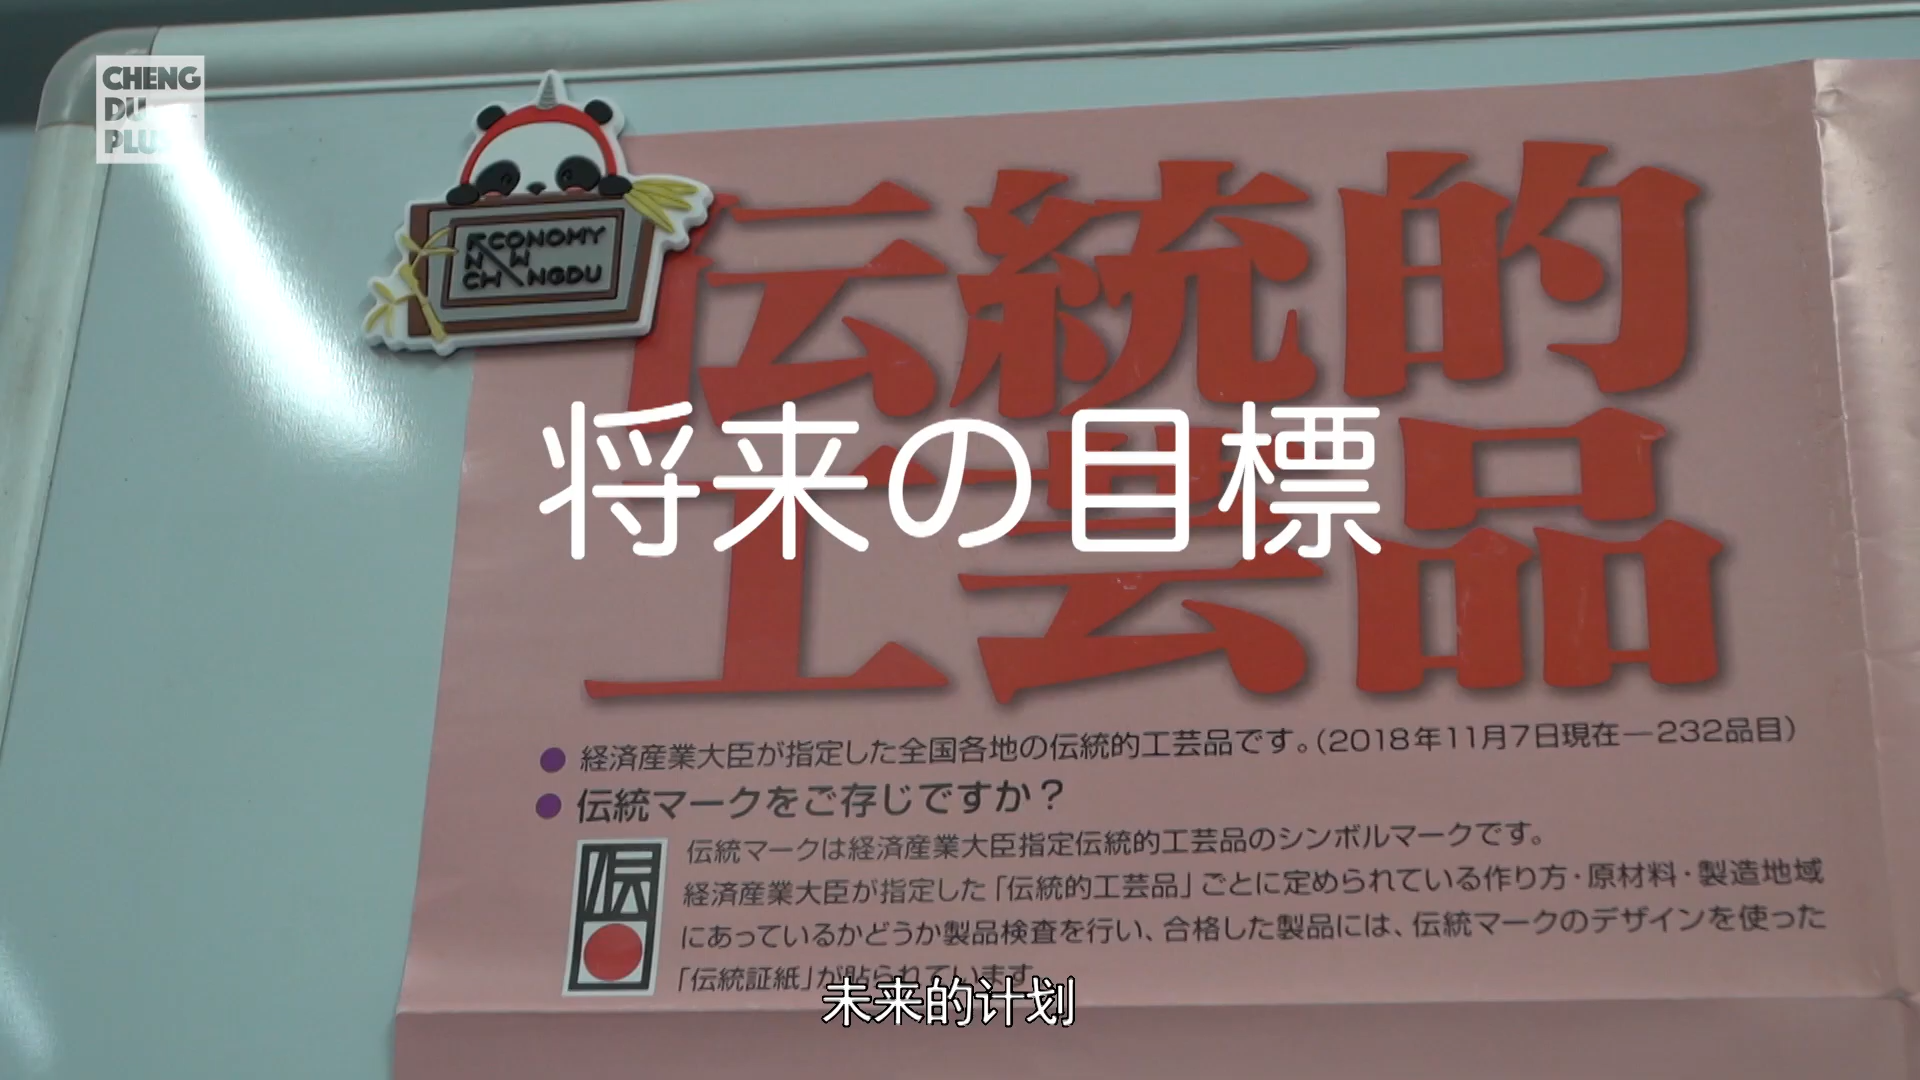 CHENG
DU
PLUS
ECONOMY
N W
CH NGDU
伝統的
工芸品
将来の目標
経済産業大臣が指定した全国各地の伝統的工芸品です。(2018年11月7日現在—232品目)
伝統マークをご存じですか?
伝統マークは経済産業大臣指定伝統的工芸品のシンボルマークです。
経済産業大臣が指定した「伝統的工芸品」ごとに定められている作り方・原材料・製造地域
にあっているかどうか製品検査を行い、合格した製品には、伝統マークのデザインを使った
「伝統証紙」が貼られています
未来的计划